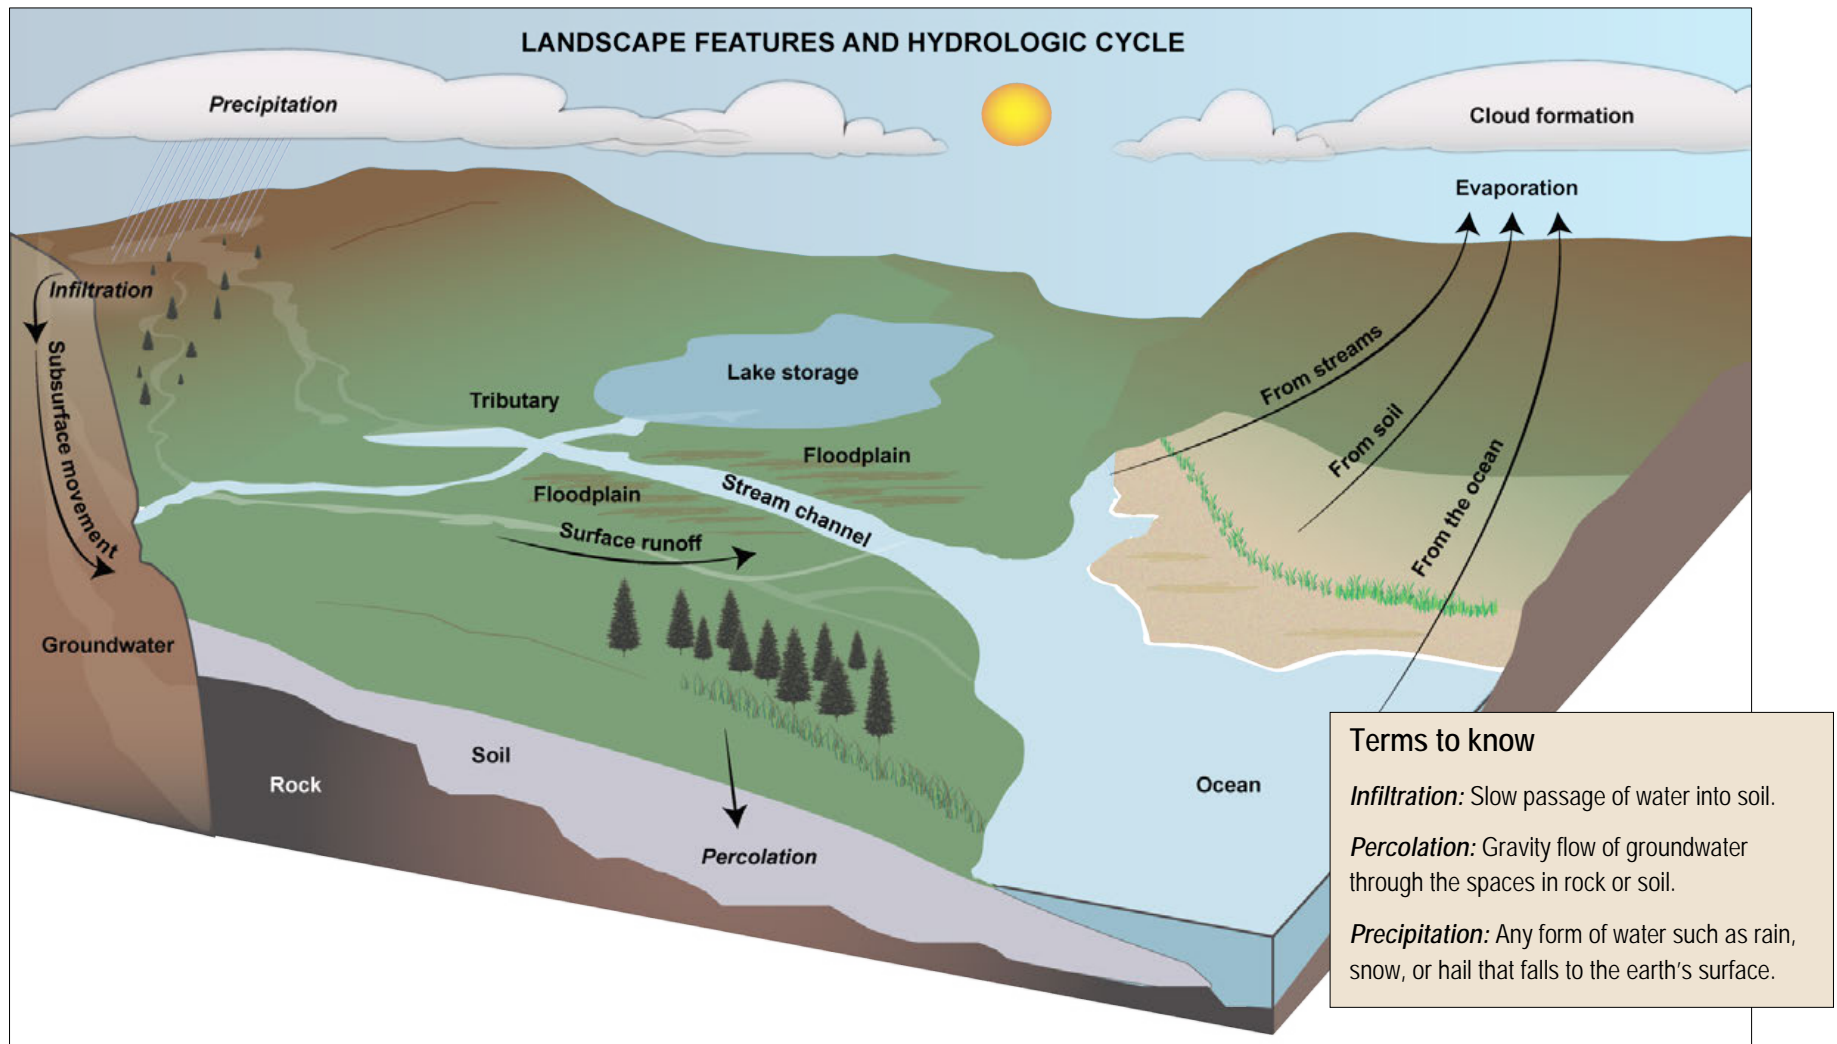 LANDSCAPE FEATURES AND HYDROLOGIC CYCLE
Precipitation
Cloud formation
Evaporation
Infiltration
Subsurface movement
Groundwater
Tributary
Lake storage
Floodplain
Floodplain
Stream channel
Surface runoff
From streams
From soil
From the ocean
Soil
Rock
Percolation
Ocean
Terms to know
Infiltration: Slow passage of water into soil.
Percolation: Gravity flow of groundwater
through the spaces in rock or soil.
Precipitation: Any form of water such as rain,
snow, or hail that falls to the earth's surface.